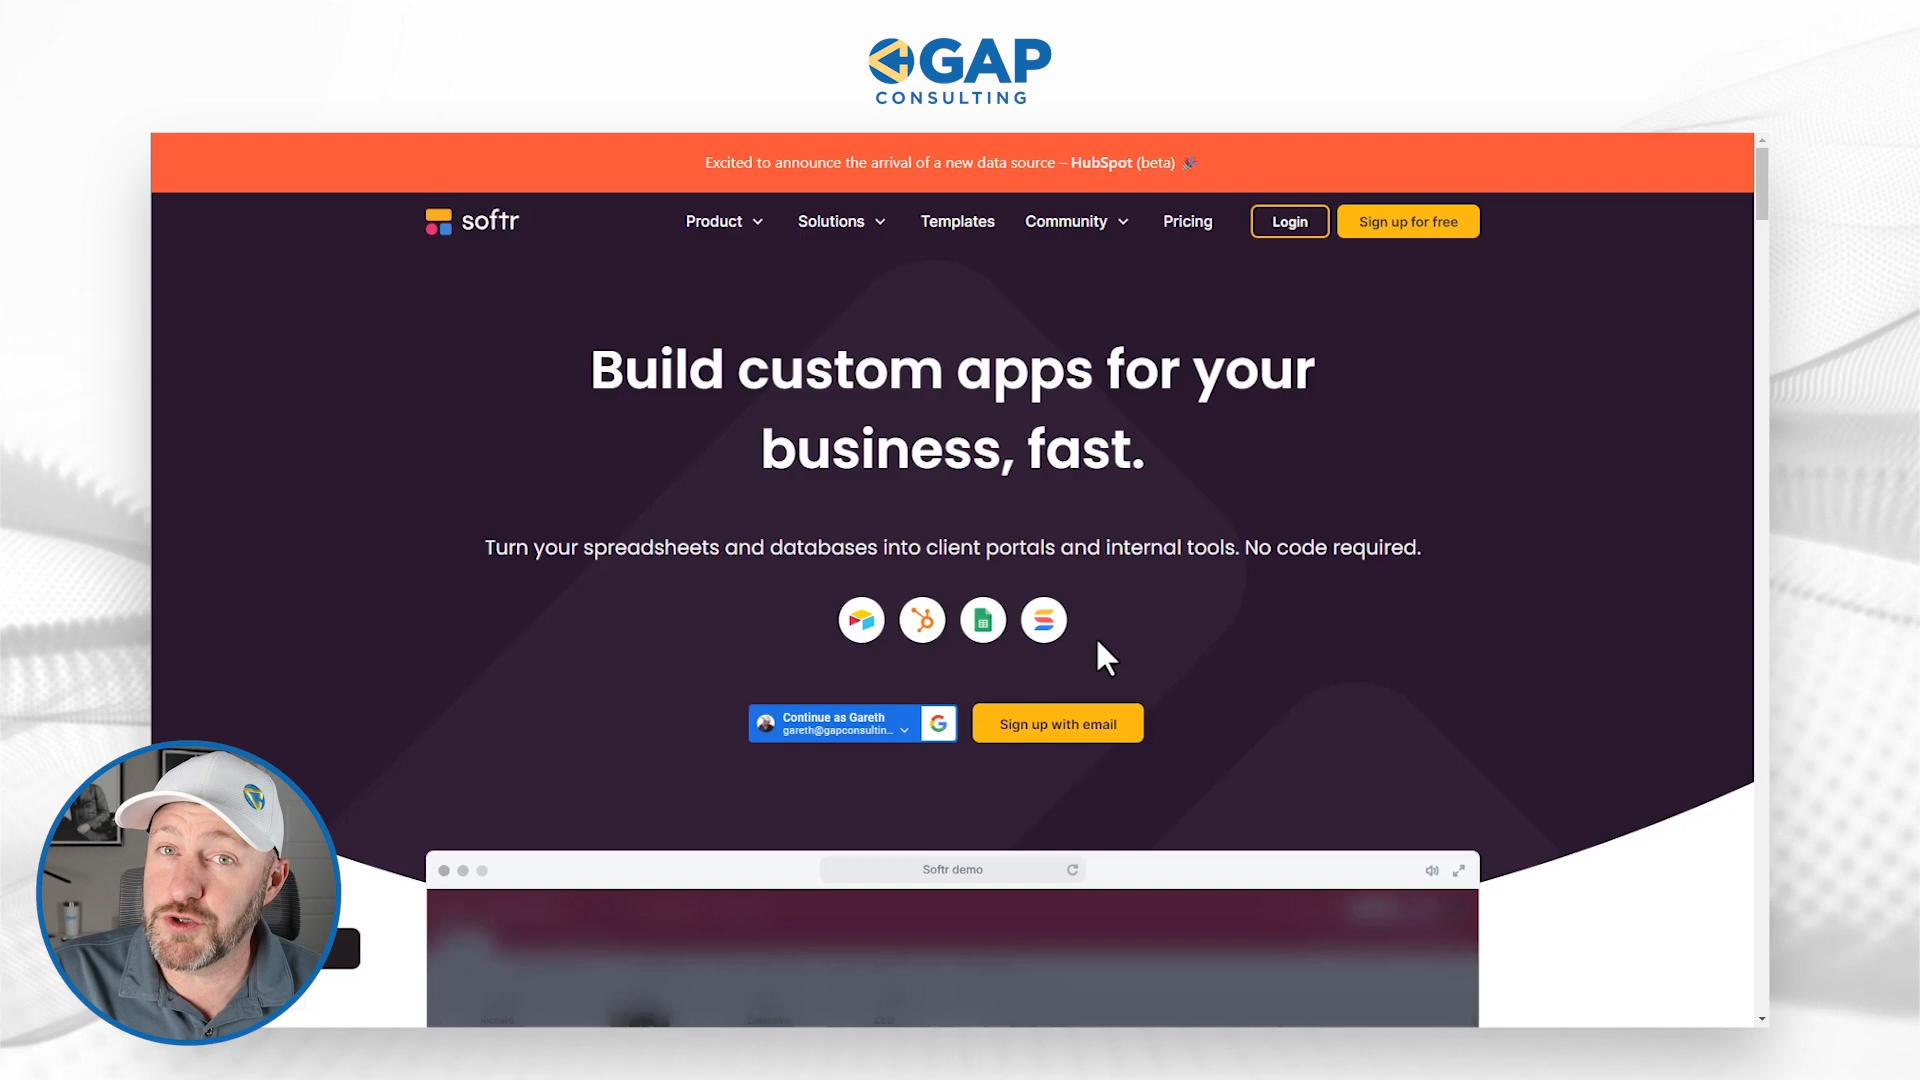 GAP
CONSULTING
Excited to announce the arrival of a new data source – HubSpot (beta)
softr
Product
Solutions
Templates
Community
Pricing
Login
Sign up for free
Build custom apps for your
business, fast.
Turn your spreadsheets and databases into client portals and internal tools. No code required.
Continue as Gareth
gareth@gapconsultin...
Sign up with email
Softr demo